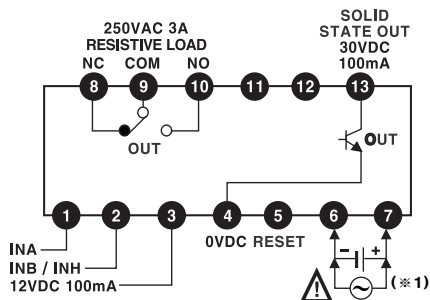 250VAC 3A
RESISTIVE LOAD
NC COM NO
SOLID
STATE OUT
30VDC
100mA
8 9 10 11 12 13
OUT
OUT
1 2 3 4 5 6 7
0VDC RESET
INA
INB / INH
12VDC 100mA
- +
!
(※1)